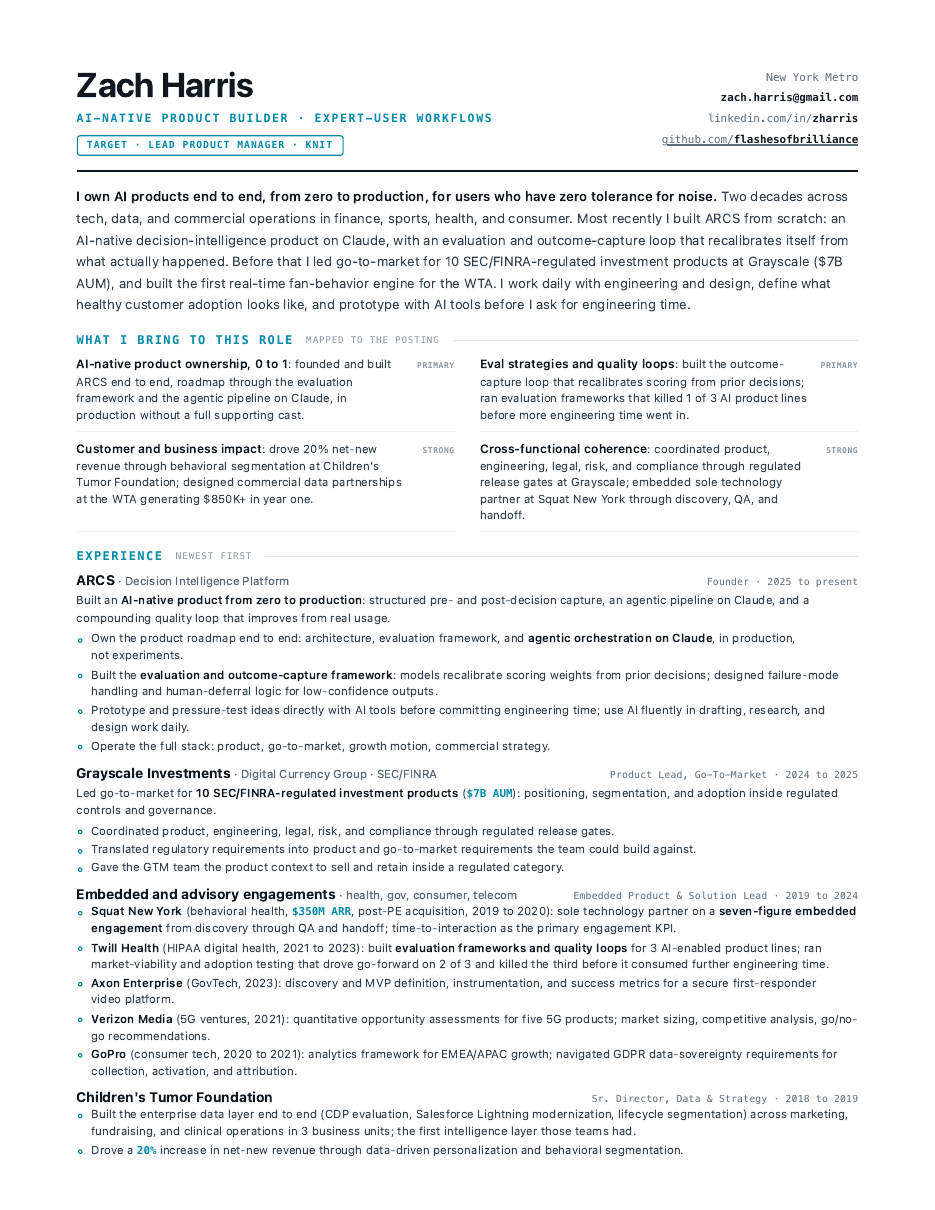 Zach Harris
AI–NATIVE PRODUCT BUILDER · EXPERT–USER WORKFLOWS
TARGET · LEAD PRODUCT MANAGER · KNIT
New York Metro
zach.harris@gmail.com
linkedin.com/in/zharris
github.com/flashesofbrilliance
I own AI products end to end, from zero to production, for users who have zero tolerance for noise. Two decades across
tech, data, and commercial operations in finance, sports, health, and consumer. Most recently I built ARCS from scratch: an
AI-native decision-intelligence product on Claude, with an evaluation and outcome-capture loop that recalibrates itself from
what actually happened. Before that I led go-to-market for 10 SEC/FINRA-regulated investment products at Grayscale ($7B
AUM), and built the first real-time fan-behavior engine for the WTA. I work daily with engineering and design, define what
healthy customer adoption looks like, and prototype with AI tools before I ask for engineering time.
WHAT I BRING TO THIS ROLE MAPPED TO THE POSTING
AI-native product ownership, 0 to 1: founded and built PRIMARY
ARCS end to end, roadmap through the evaluation
framework and the agentic pipeline on Claude, in
production without a full supporting cast.
Eval strategies and quality loops: built the outcome- PRIMARY
capture loop that recalibrates scoring from prior decisions;
ran evaluation frameworks that killed 1 of 3 AI product lines
before more engineering time went in.
Customer and business impact: drove 20% net-new STRONG
revenue through behavioral segmentation at Children's
Tumor Foundation; designed commercial data partnerships
at the WTA generating $850K+ in year one.
Cross-functional coherence: coordinated product, STRONG
engineering, legal, risk, and compliance through regulated
release gates at Grayscale; embedded sole technology
partner at Squat New York through discovery, QA, and
handoff.
EXPERIENCE NEWEST FIRST
ARCS · Decision Intelligence Platform Founder · 2025 to present
Built an AI-native product from zero to production: structured pre- and post-decision capture, an agentic pipeline on Claude, and a
compounding quality loop that improves from real usage.
Own the product roadmap end to end: architecture, evaluation framework, and agentic orchestration on Claude, in production,
not experiments.
Built the evaluation and outcome-capture framework: models recalibrate scoring weights from prior decisions; designed failure-mode
handling and human-deferral logic for low-confidence outputs.
Prototype and pressure-test ideas directly with AI tools before committing engineering time; use AI fluently in drafting, research, and
design work daily.
Operate the full stack: product, go-to-market, growth motion, commercial strategy.
Grayscale Investments · Digital Currency Group · SEC/FINRA Product Lead, Go–To–Market · 2024 to 2025
Led go-to-market for 10 SEC/FINRA-regulated investment products ($7B AUM): positioning, segmentation, and adoption inside regulated
controls and governance.
Coordinated product, engineering, legal, risk, and compliance through regulated release gates.
Translated regulatory requirements into product and go-to-market requirements the team could build against.
Gave the GTM team the product context to sell and retain inside a regulated category.
Embedded and advisory engagements · health, gov, consumer, telecom Embedded Product & Solution Lead · 2019 to 2024
Squat New York (behavioral health, $350M ARR, post-PE acquisition, 2019 to 2020): sole technology partner on a seven-figure embedded
engagement from discovery through QA and handoff; time-to-interaction as the primary engagement KPI.
Twill Health (HIPAA digital health, 2021 to 2023): built evaluation frameworks and quality loops for 3 AI-enabled product lines; ran
market-viability and adoption testing that drove go-forward on 2 of 3 and killed the third before it consumed further engineering time.
Axon Enterprise (GovTech, 2023): discovery and MVP definition, instrumentation, and success metrics for a secure first-responder
video platform.
Verizon Media (5G ventures, 2021): quantitative opportunity assessments for five 5G products; market sizing, competitive analysis, go/no-
go recommendations.
GoPro (consumer tech, 2020 to 2021): analytics framework for EMEA/APAC growth; navigated GDPR data-sovereignty requirements for
collection, activation, and attribution.
Children's Tumor Foundation Sr. Director, Data & Strategy · 2018 to 2019
Built the enterprise data layer end to end (CDP evaluation, Salesforce Lightning modernization, lifecycle segmentation) across marketing,
fundraising, and clinical operations in 3 business units; the first intelligence layer those teams had.
Drove a 20% increase in net-new revenue through data-driven personalization and behavioral segmentation.